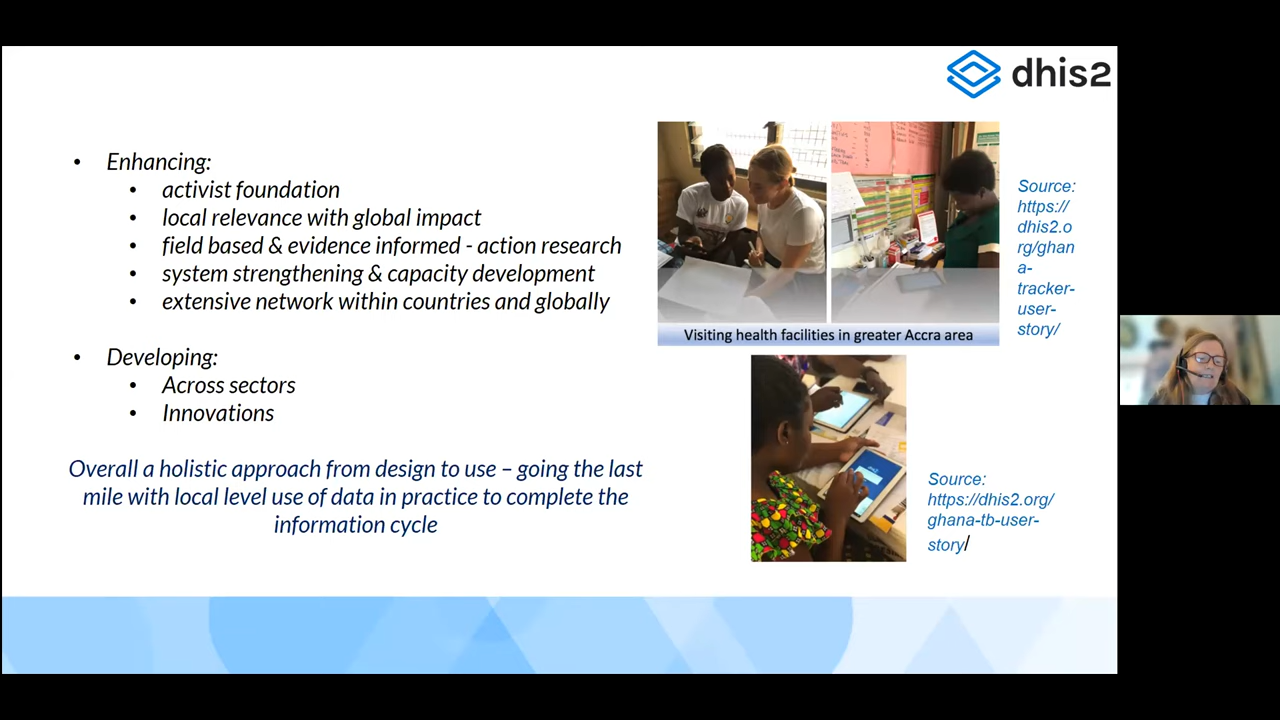 dhis2
• Enhancing:
• activist foundation
• local relevance with global impact
• field based & evidence informed - action research
• system strengthening & capacity development
• extensive network within countries and globally
• Developing:
• Across sectors
• Innovations
Overall a holistic approach from design to use – going the last
mile with local level use of data in practice to complete the
information cycle
Visiting health facilities in greater Accra area
Source:
https://
dhis2.o
rg/ghan
a-
tracker-
user-
story/
Source:
https://dhis2.org/
ghana-tb-user-
story/